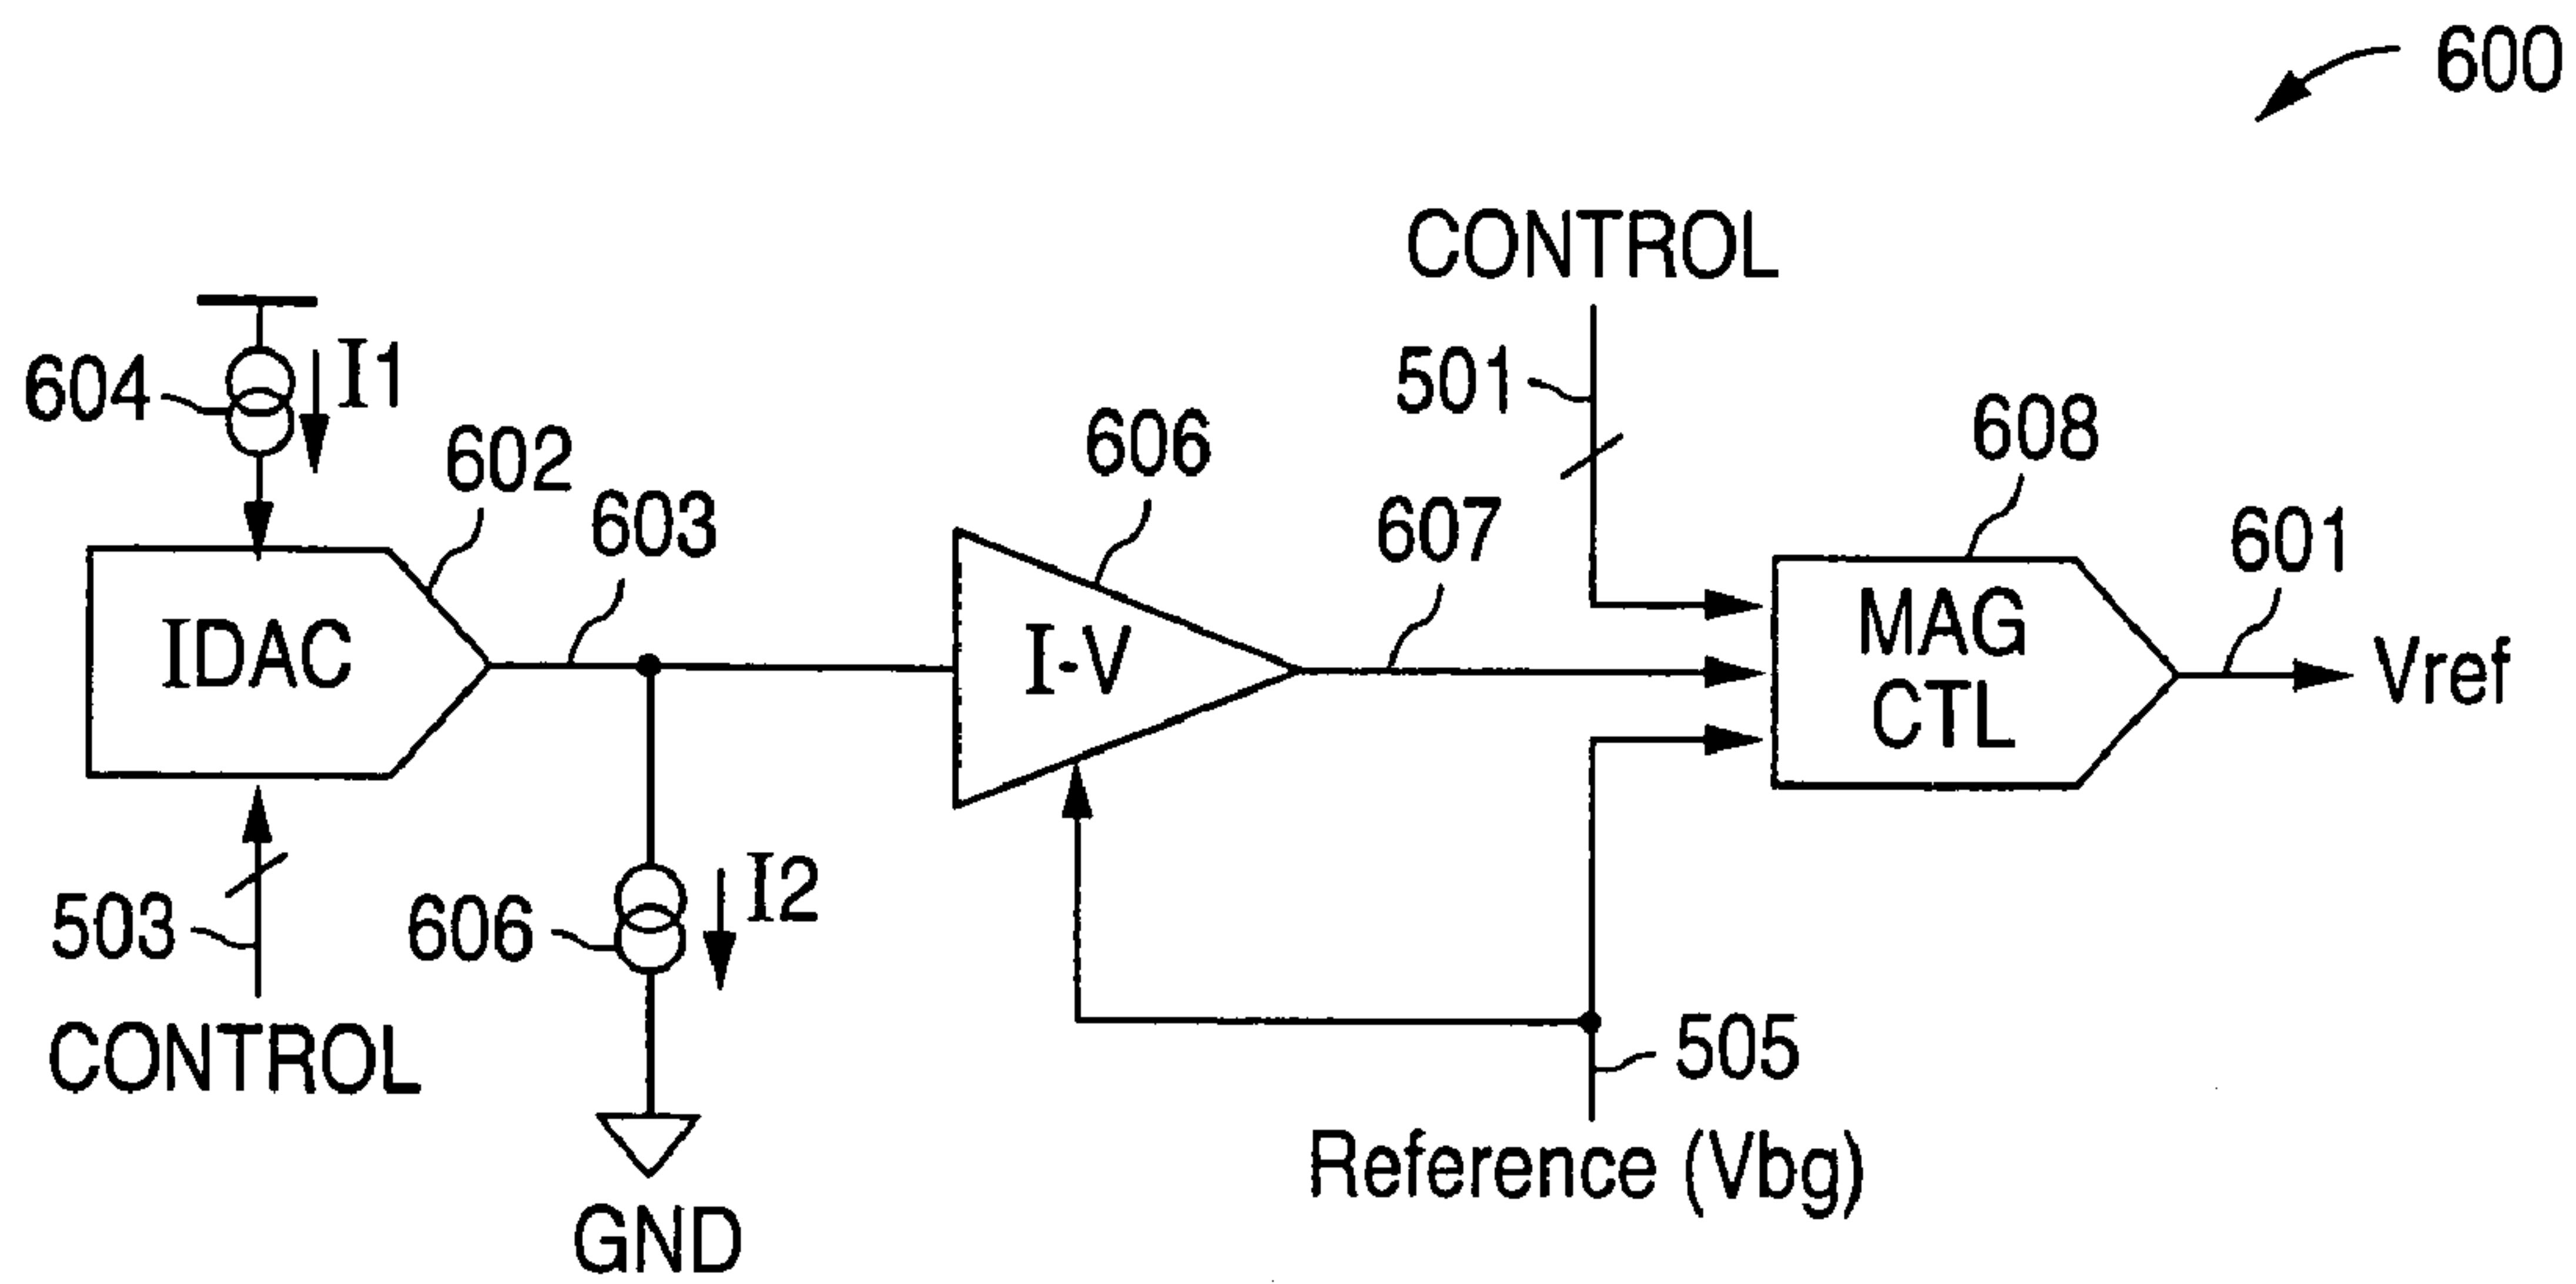 600
CONTROL
604
I1
501
602
606
608
603
607
601
IDAC
I-V
MAG
CTL
Vref
503
606
I2
CONTROL
505
Reference (Vbg)
GND